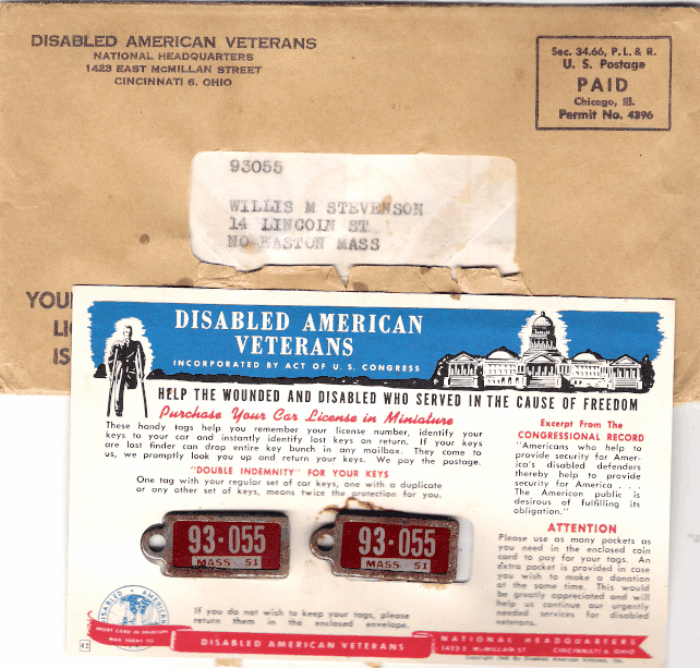 DISABLED AMERICAN VETERANS
NATIONAL HEADQUARTERS
1423 EAST McMILLAN STREET
CINCINNATI 6. OHIO
Sec. 34.66, P. L. & R.
U. S. Postage
PAID
Chicago, Ill.
Permit No. 4396
93055
WILLIS M STEVENSON
14 LINCOLN ST
NO EASTON MASS
YOU
LI
IS
DISABLED AMERICAN
VETERANS
INCORPORATED BY ACT OF U. S. CONGRESS
HELP THE WOUNDED AND DISABLED WHO SERVED IN THE CAUSE OF FREEDOM
Purchase Your Car License in Miniature
These handy tags help you remember your license number, identify your
keys to your car and instantly identify lost keys on return. If your keys
are lost finder can drop entire key bunch in any mailbox. They come to
us, we promptly look you up and return your keys. We pay the postage.
"DOUBLE INDEMNITY" FOR YOUR KEYS
One tag with your regular set of car keys, one with a duplicate
or any other set of keys, means twice the protection for you.
Excerpt From The
CONGRESSIONAL RECORD
"Americans who help to
provide security for Amer-
ica's disabled defenders
thereby help to provide
security for America . . .
The American public is
desirous of fulfilling its
obligation."
ATTENTION
Please use as many pockets as
you need in the enclosed coin
card to pay for your tags. An
extra pocket is provided in case
you wish to make a donation
at the same time. This would
be greatly appreciated and will
help us continue our urgently
needed services for disabled
veterans.
93-055
MASS 51
93-055
MASS 51
DISABLED AMERICAN
INSERT CARD IN ENVELOPE
MAIL TODAY TO
If you do not wish to keep your tags, please
return them in the enclosed envelope.
DISABLED AMERICAN VETERANS
NATIONAL HEADQUARTERS
1423 E McMILLAN ST CINCINNATI 6, OHIO